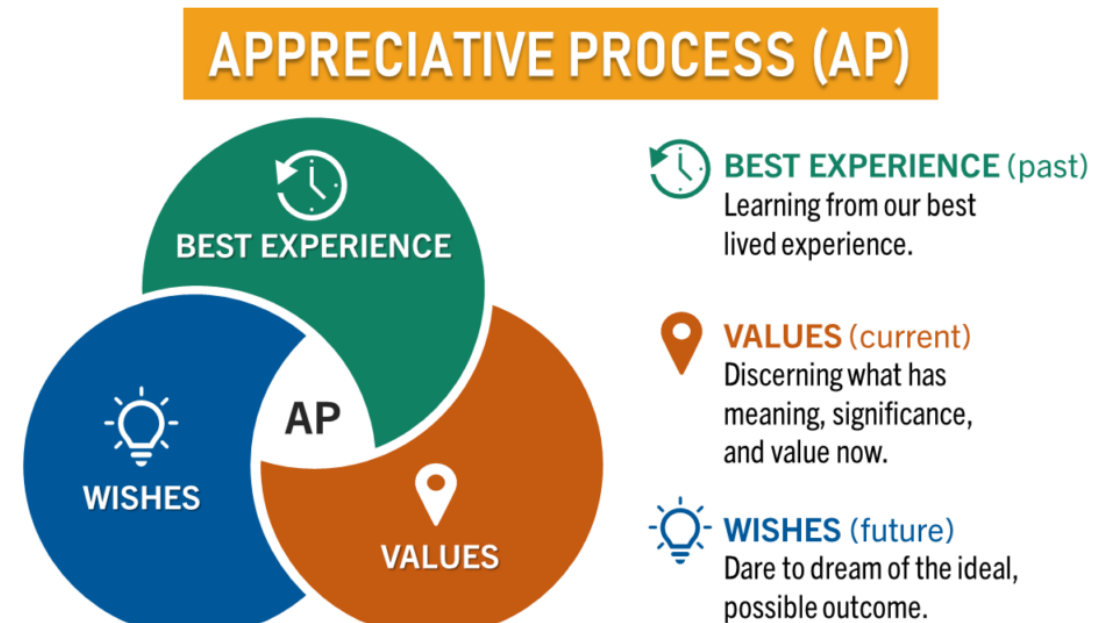 APPRECIATIVE PROCESS (AP)
BEST EXPERIENCE
AP
WISHES
VALUES
BEST EXPERIENCE (past)
Learning from our best
lived experience.
VALUES (current)
Discerning what has
meaning, significance,
and value now.
WISHES (future)
Dare to dream of the ideal,
possible outcome.